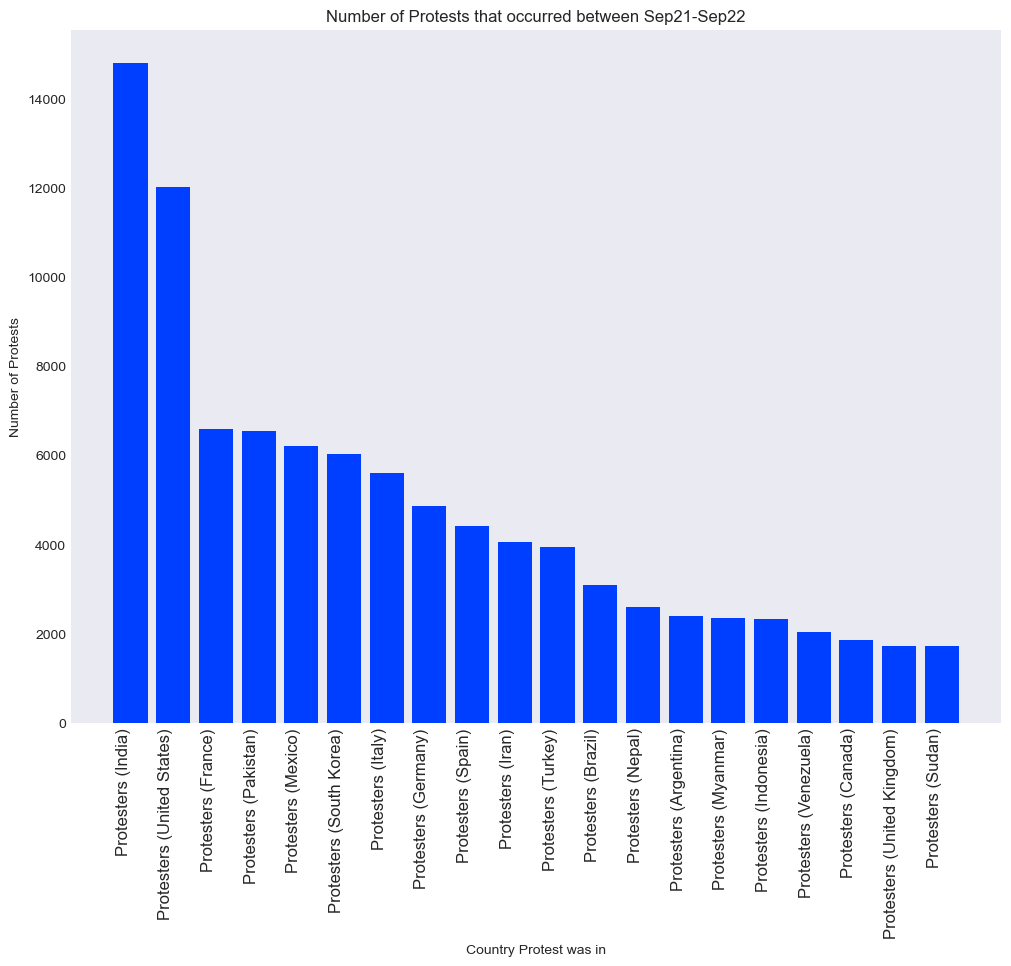 Number of Protests that occurred between Sep21-Sep22
Number of Protests
14000
12000
10000
8000
6000
4000
2000
0
Protesters (India)
Protesters (United States)
Protesters (France)
Protesters (Pakistan)
Protesters (Mexico)
Protesters (South Korea)
Protesters (Italy)
Protesters (Germany)
Protesters (Spain)
Protesters (Iran)
Protesters (Turkey)
Protesters (Brazil)
Protesters (Nepal)
Protesters (Argentina)
Protesters (Myanmar)
Protesters (Indonesia)
Protesters (Venezuela)
Protesters (Canada)
Protesters (United Kingdom)
Protesters (Sudan)
Country Protest was in